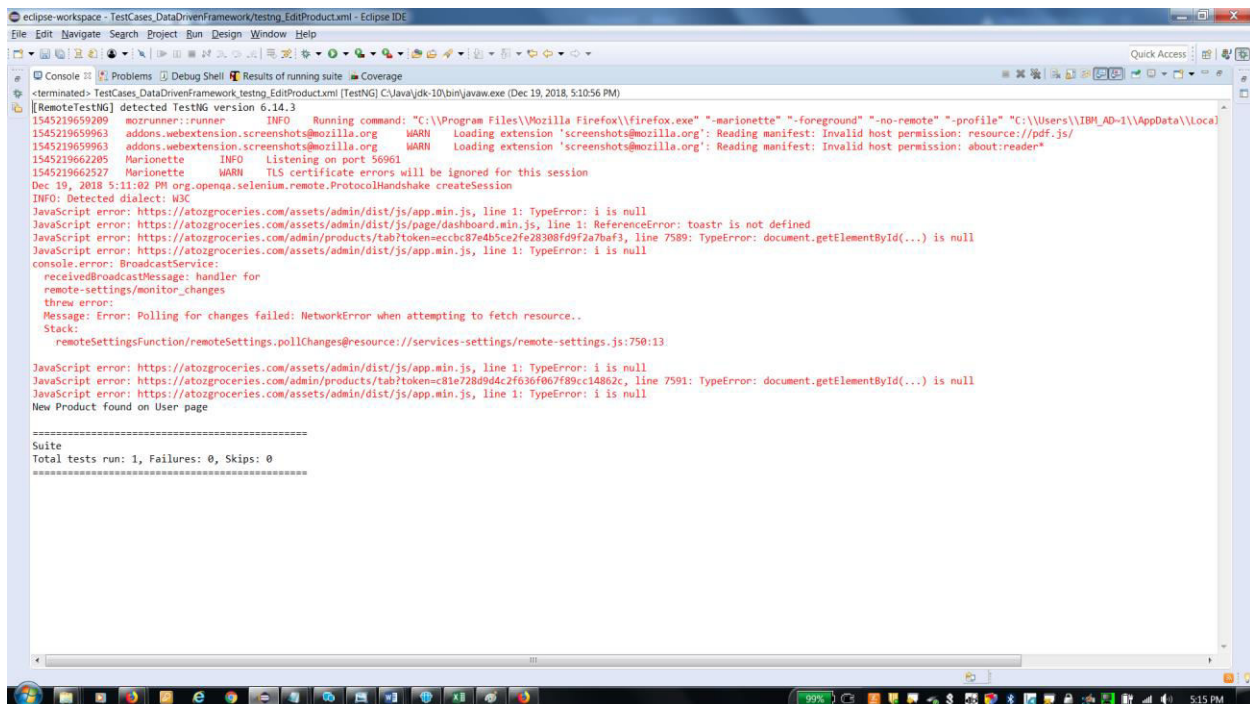 eclipse-workspace - TestCases_DataDrivenFramework/testng_EditProduct.xml - Eclipse IDE
File Edit Navigate Search Project Run Design Window Help
Quick Access
Console Problems Debug Shell Results of running suite Coverage
<terminated> TestCases_DataDrivenFramework_testng_EditProduct.xml [TestNG] C:\Java\jdk-10\bin\javaw.exe (Dec 19, 2018, 5:10:56 PM)
[RemoteTestNG] detected TestNG version 6.14.3
1545219659209 mozrunner::runner INFO Running command: "C:\\Program Files\\Mozilla Firefox\\firefox.exe" "-marionette" "-foreground" "-no-remote" "-profile" "C:\\Users\\IBM_AD~1\\AppData\\Local
1545219659963 addons.webextension.screenshots@mozilla.org WARN Loading extension 'screenshots@mozilla.org': Reading manifest: Invalid host permission: resource://pdf.js/
1545219659963 addons.webextension.screenshots@mozilla.org WARN Loading extension 'screenshots@mozilla.org': Reading manifest: Invalid host permission: about:reader*
1545219662205 Marionette INFO Listening on port 56961
1545219662527 Marionette WARN TLS certificate errors will be ignored for this session
Dec 19, 2018 5:11:02 PM org.openqa.selenium.remote.ProtocolHandshake createSession
INFO: Detected dialect: W3C
JavaScript error: https://atozgroceries.com/assets/admin/dist/js/app.min.js, line 1: TypeError: i is null
JavaScript error: https://atozgroceries.com/assets/admin/dist/js/page/dashboard.min.js, line 1: ReferenceError: toastr is not defined
JavaScript error: https://atozgroceries.com/admin/products/tab?token=eccbc87e4b5ce2fe28308fd9f2a7baf3, line 7589: TypeError: document.getElementById(...) is null
JavaScript error: https://atozgroceries.com/assets/admin/dist/js/app.min.js, line 1: TypeError: i is null
console.error: BroadcastService:
receivedBroadcastMessage: handler for
remote-settings/monitor_changes
threw error:
Message: Error: Polling for changes failed: NetworkError when attempting to fetch resource..
Stack:
remoteSettingsFunction/remoteSettings.pollChanges@resource://services-settings/remote-settings.js:750:13
JavaScript error: https://atozgroceries.com/assets/admin/dist/js/app.min.js, line 1: TypeError: i is null
JavaScript error: https://atozgroceries.com/admin/products/tab?token=c81e728d9d4c2f636f067f89cc14862c, line 7591: TypeError: document.getElementById(...) is null
JavaScript error: https://atozgroceries.com/assets/admin/dist/js/app.min.js, line 1: TypeError: i is null
New Product found on User page
===============================================
Suite
Total tests run: 1, Failures: 0, Skips: 0
===============================================
99%
5:15 PM